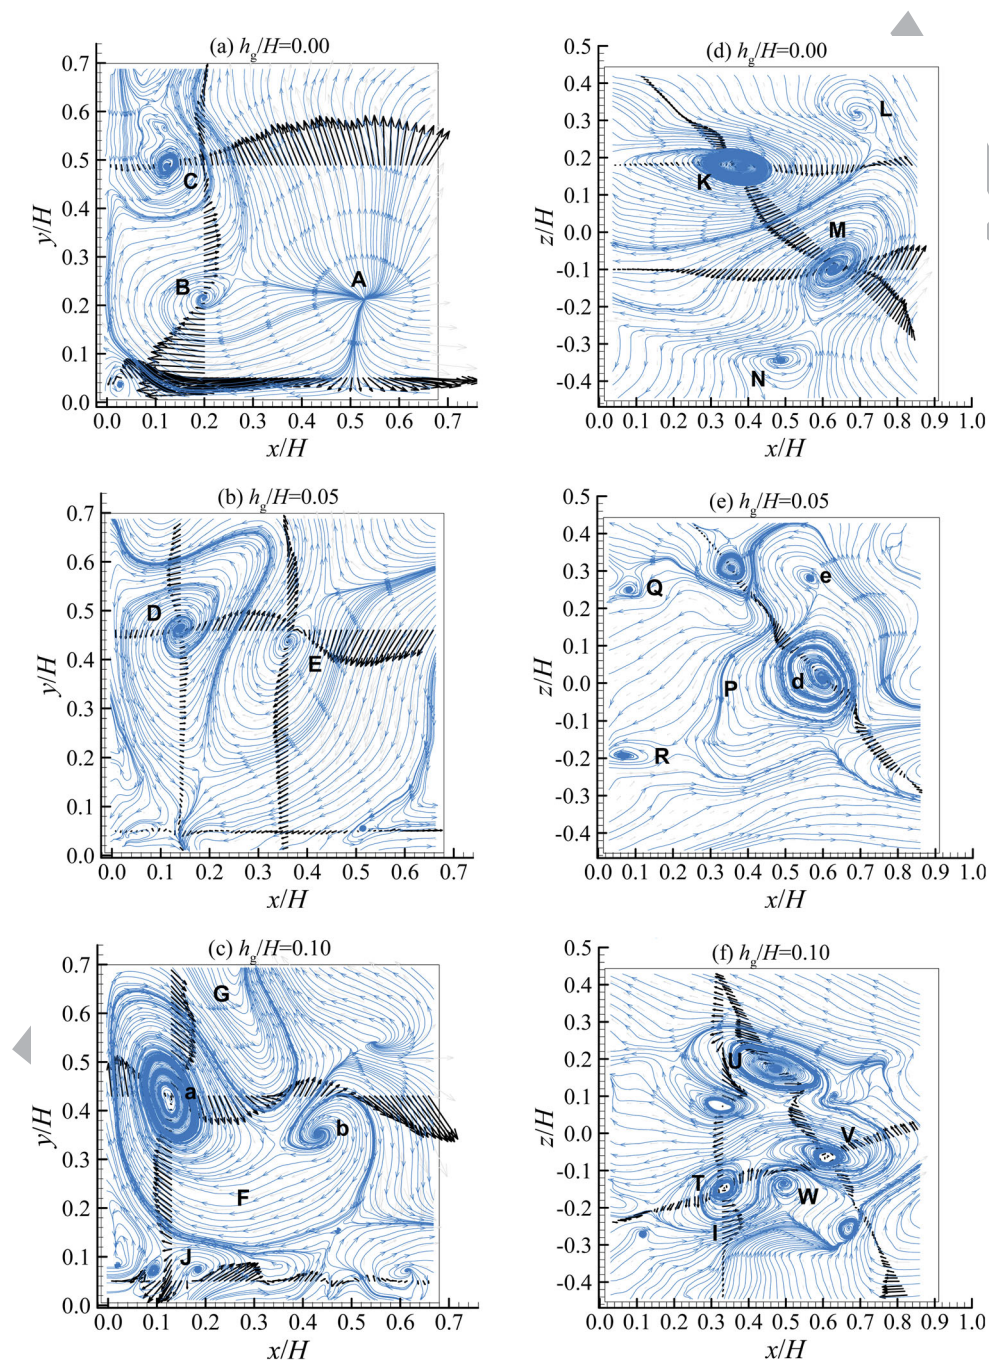 (a) hg/H=0.00
y/H
0.7
0.6
0.5
0.4
0.3
0.2
0.1
0.0
C
B
A
0.0 0.1 0.2 0.3 0.4 0.5 0.6 0.7
x/H
(d) hg/H=0.00
z/H
0.5
0.4
0.3
0.2
0.1
0.0
-0.1
-0.2
-0.3
-0.4
L
K
M
N
0.0 0.1 0.2 0.3 0.4 0.5 0.6 0.7 0.8 0.9 1.0
x/H
(b) hg/H=0.05
y/H
0.7
0.6
0.5
0.4
0.3
0.2
0.1
0.0
D
E
0.0 0.1 0.2 0.3 0.4 0.5 0.6 0.7
x/H
(e) hg/H=0.05
z/H
0.5
0.4
0.3
0.2
0.1
0.0
-0.1
-0.2
-0.3
-0.4
Q
e
P
d
R
0.0 0.1 0.2 0.3 0.4 0.5 0.6 0.7 0.8 0.9 1.0
x/H
(c) hg/H=0.10
y/H
0.7
0.6
0.5
0.4
0.3
0.2
0.1
0.0
G
a
b
F
J
0.0 0.1 0.2 0.3 0.4 0.5 0.6 0.7
x/H
(f) hg/H=0.10
z/H
0.5
0.4
0.3
0.2
0.1
0.0
-0.1
-0.2
-0.3
-0.4
U
V
T
W
I
0.0 0.1 0.2 0.3 0.4 0.5 0.6 0.7 0.8 0.9 1.0
x/H